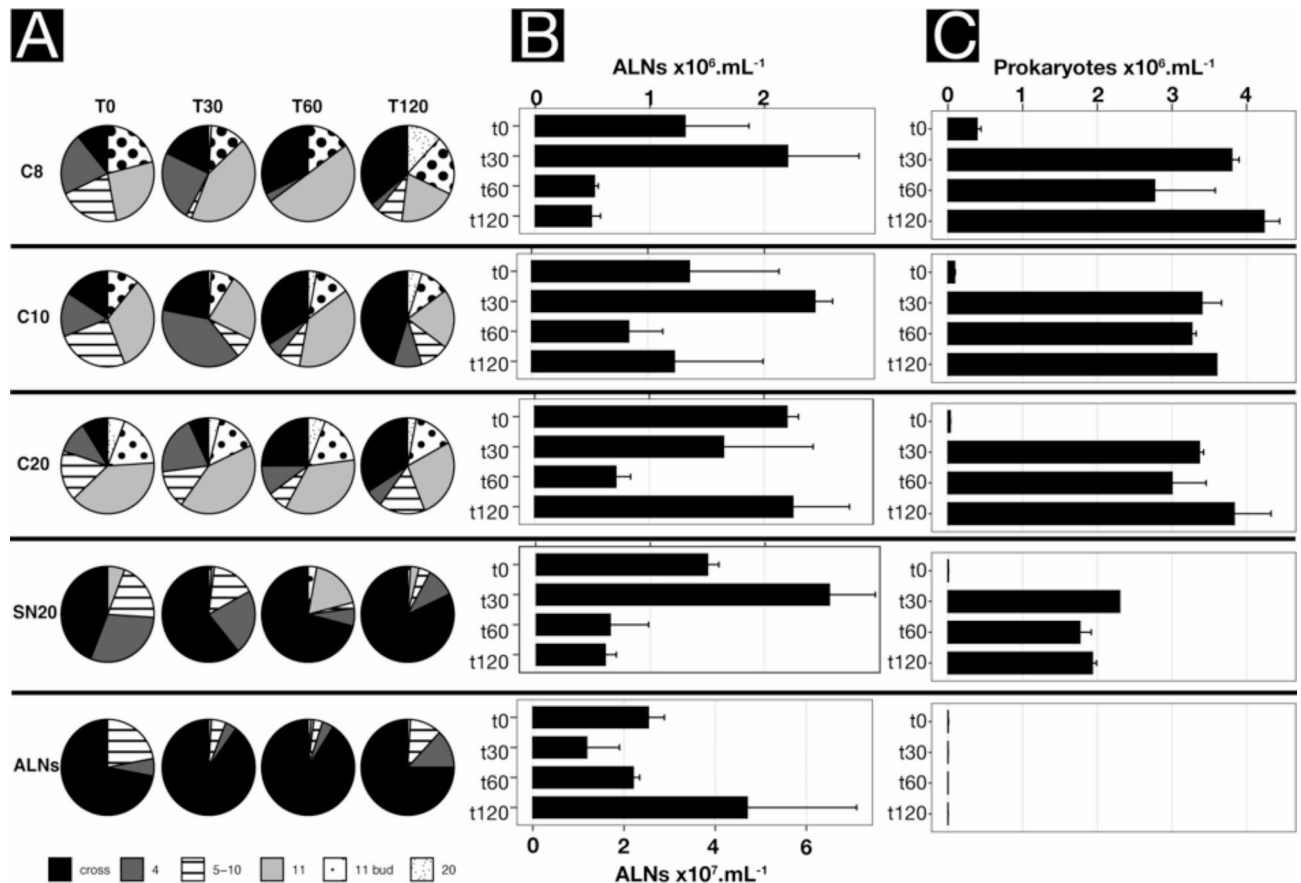 A
B
C
ALNs x10⁶.mL⁻¹
Prokaryotes x10⁶.mL⁻¹
T0 T30 T60 T120
0 1 2
0 1 2 3 4
C8
t0
t30
t60
t120
t0
t30
t60
t120
C10
t0
t30
t60
t120
t0
t30
t60
t120
C20
t0
t30
t60
t120
t0
t30
t60
t120
SN20
t0
t30
t60
t120
t0
t30
t60
t120
ALNs
t0
t30
t60
t120
t0
t30
t60
t120
0 2 4 6
ALNs x10⁷.mL⁻¹
cross 4 5–10 11 11 bud 20